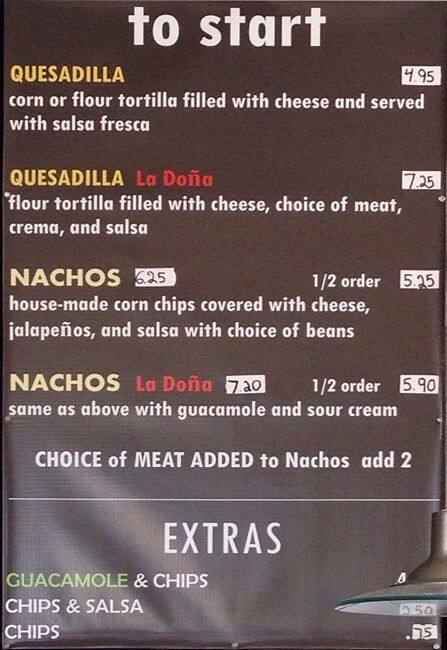 to start
QUESADILLA 4.95
corn or flour tortilla filled with cheese and served
with salsa fresca
QUESADILLA La Doña 7.25
flour tortilla filled with cheese, choice of meat,
crema, and salsa
NACHOS 6.25 1/2 order 5.25
house-made corn chips covered with cheese,
jalapeños, and salsa with choice of beans
NACHOS La Doña 7.20 1/2 order 5.90
same as above with guacamole and sour cream
CHOICE of MEAT ADDED to Nachos add 2
EXTRAS
GUACAMOLE & CHIPS
CHIPS & SALSA
CHIPS .75